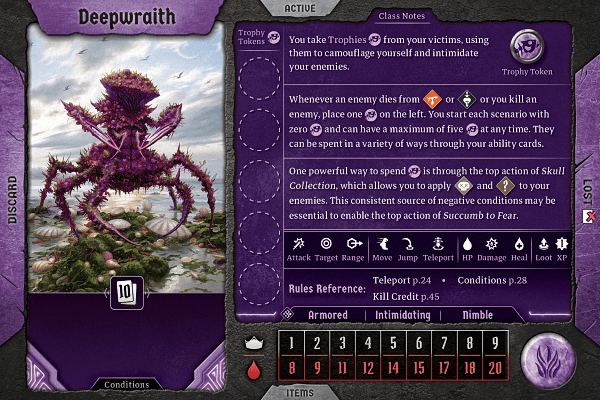 ACTIVE
Deepwraith
Class Notes
Trophy
Tokens
You take Trophies from your victims, using
them to camouflage yourself and intimidate
your enemies.
Trophy Token
Whenever an enemy dies from or or you kill an
enemy, place one on the left. You start each scenario with
zero and can have a maximum of five at any time. They
can be spent in a variety of ways through your ability cards.
One powerful way to spend is through the top action of Skull
Collection, which allows you to apply and ? to your
enemies. This consistent source of negative conditions may be
essential to enable the top action of Succumb to Fear.
DISCARD
LOST
10
Attack Target Range Move Jump Teleport HP Damage Heal Loot XP
Rules Reference: Teleport p.24 • Conditions p.28
Kill Credit p.45
Armored | Intimidating | Nimble
1 2 3 4 5 6 7 8 9
8 9 11 12 14 15 17 18 20
Conditions
ITEMS